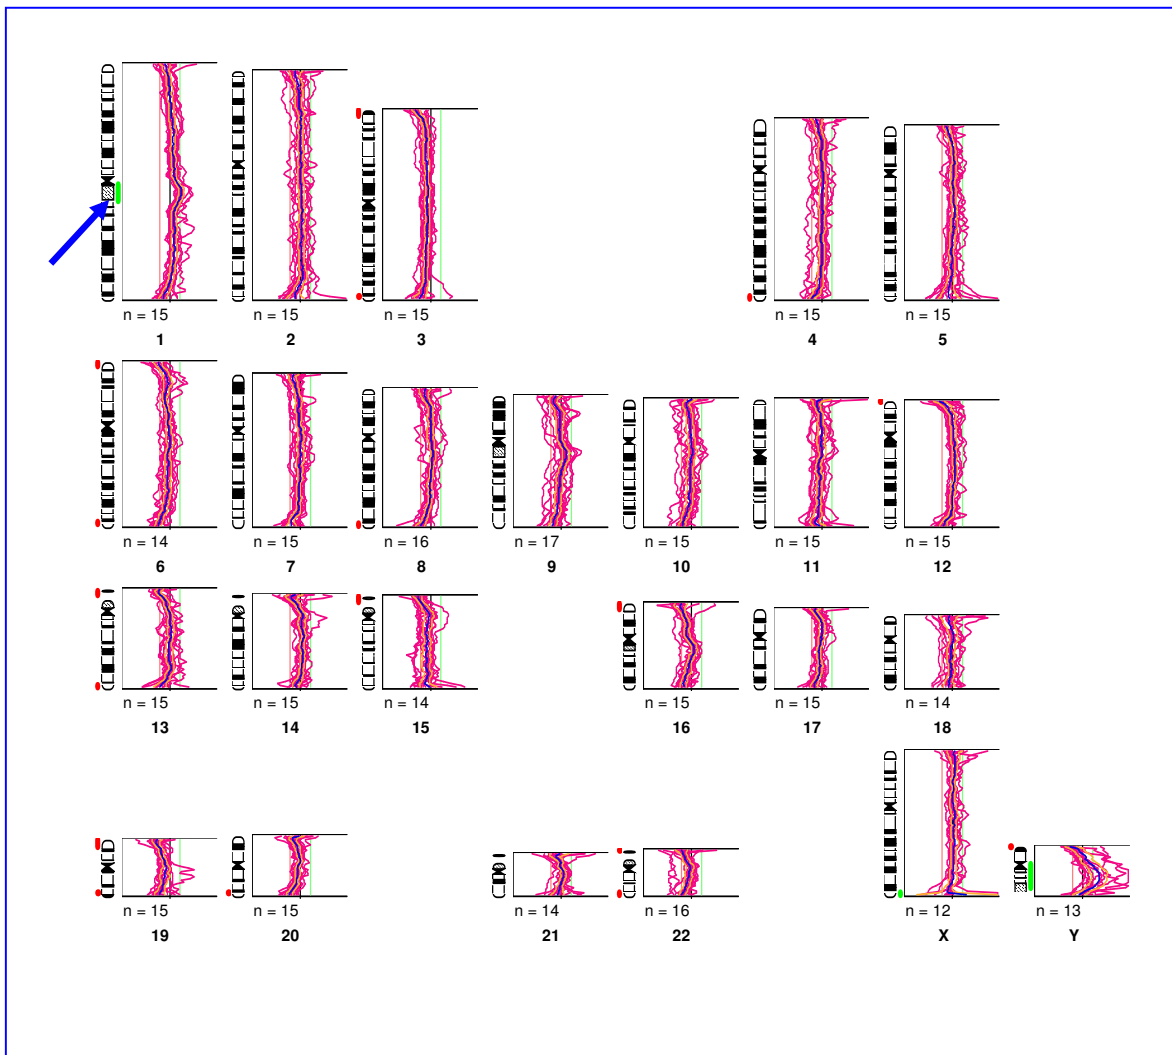 n = 15 n = 15 n = 15 n = 15 n = 15
1 2 3 4 5
n = 14 n = 15 n = 16 n = 17 n = 15 n = 15 n = 15
6 7 8 9 10 11 12
n = 15 n = 15 n = 14 n = 15 n = 15 n = 14
13 14 15 16 17 18
n = 15 n = 15 n = 14 n = 16 n = 12 n = 13
19 20 21 22 X Y